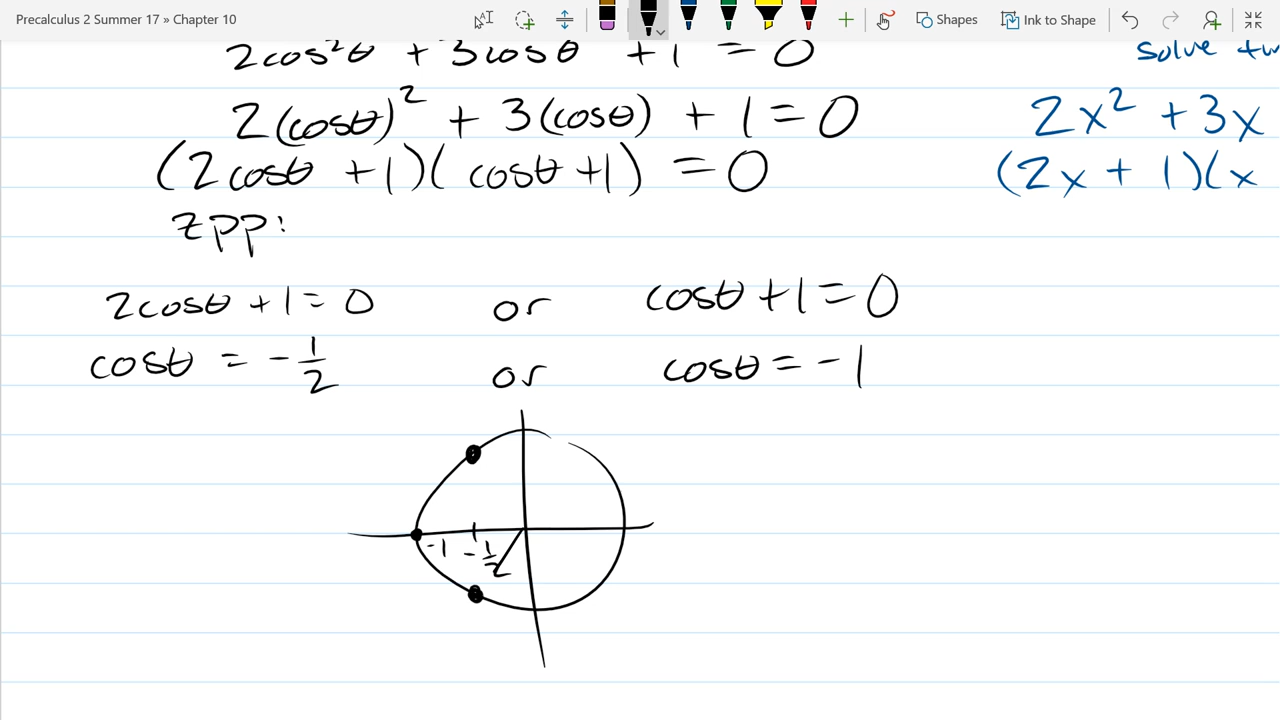 Precalculus 2 Summer 17 » Chapter 10
Shapes
Ink to Shape
2cos²θ + 3cosθ + 1 = 0
solve
2(cosθ)² + 3(cosθ) + 1 = 0
2x² + 3x
(2cosθ + 1)(cosθ + 1) = 0
(2x + 1)(x
ZPP:
2cosθ + 1 = 0 or cosθ + 1 = 0
cosθ = -1/2 or cosθ = -1
-1 -1/2